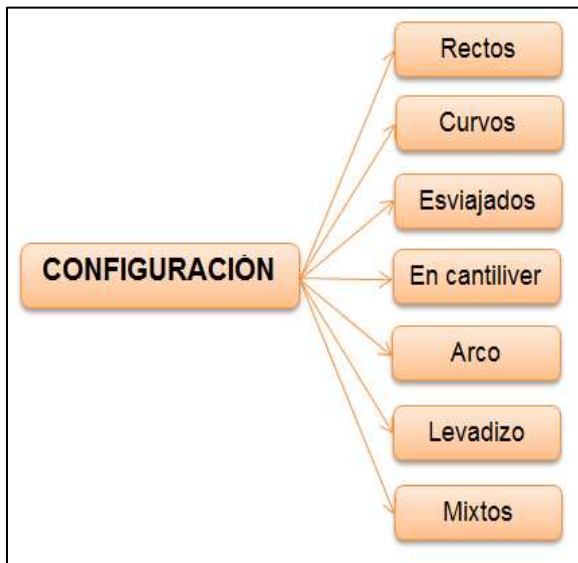 CONFIGURACIÓN
Rectos
Curvos
Esviajados
En cantiliver
Arco
Levadizo
Mixtos